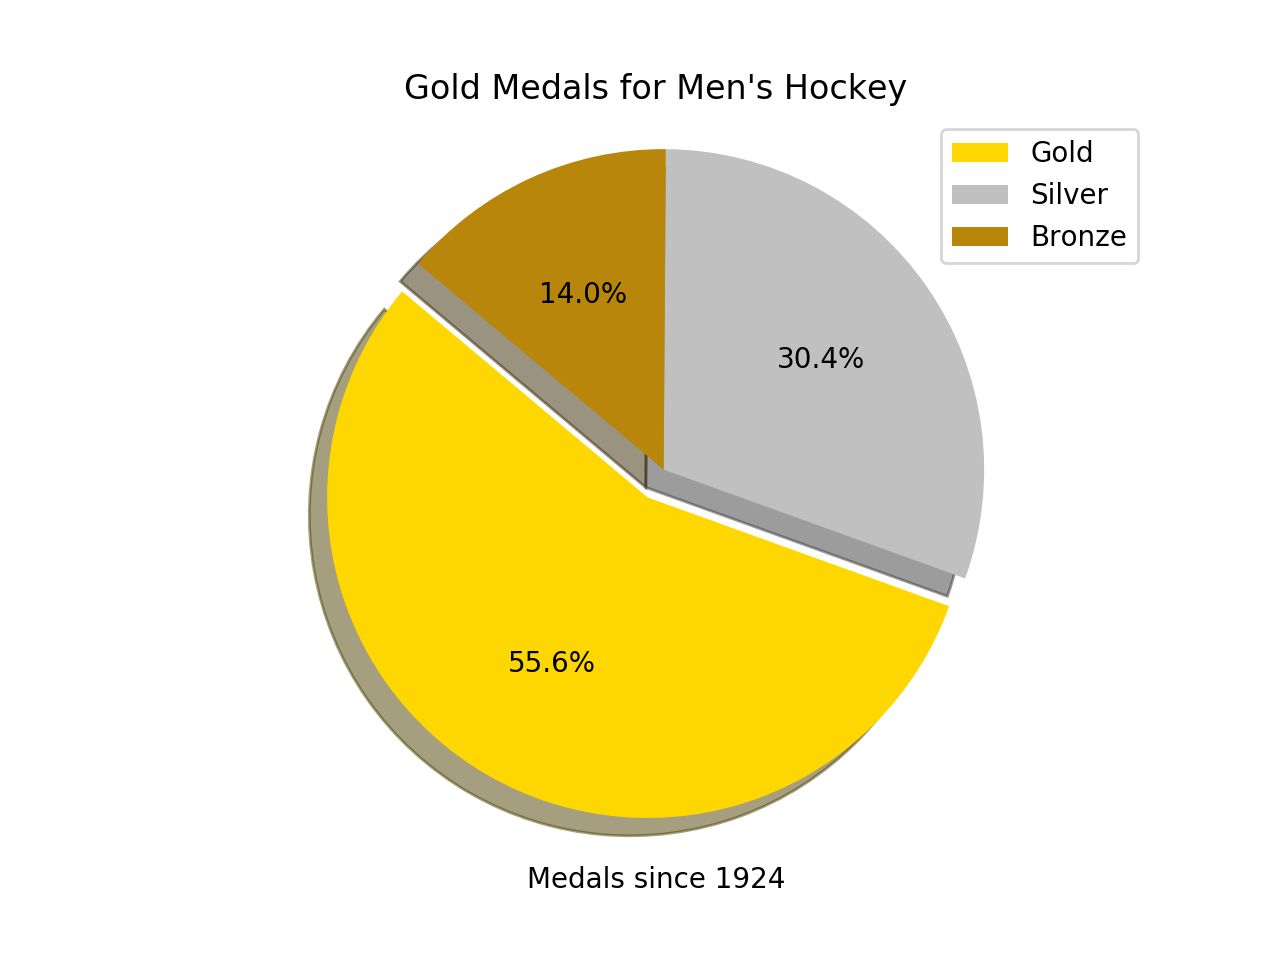 Gold Medals for Men's Hockey
Gold
Silver
Bronze
14.0%
30.4%
55.6%
Medals since 1924